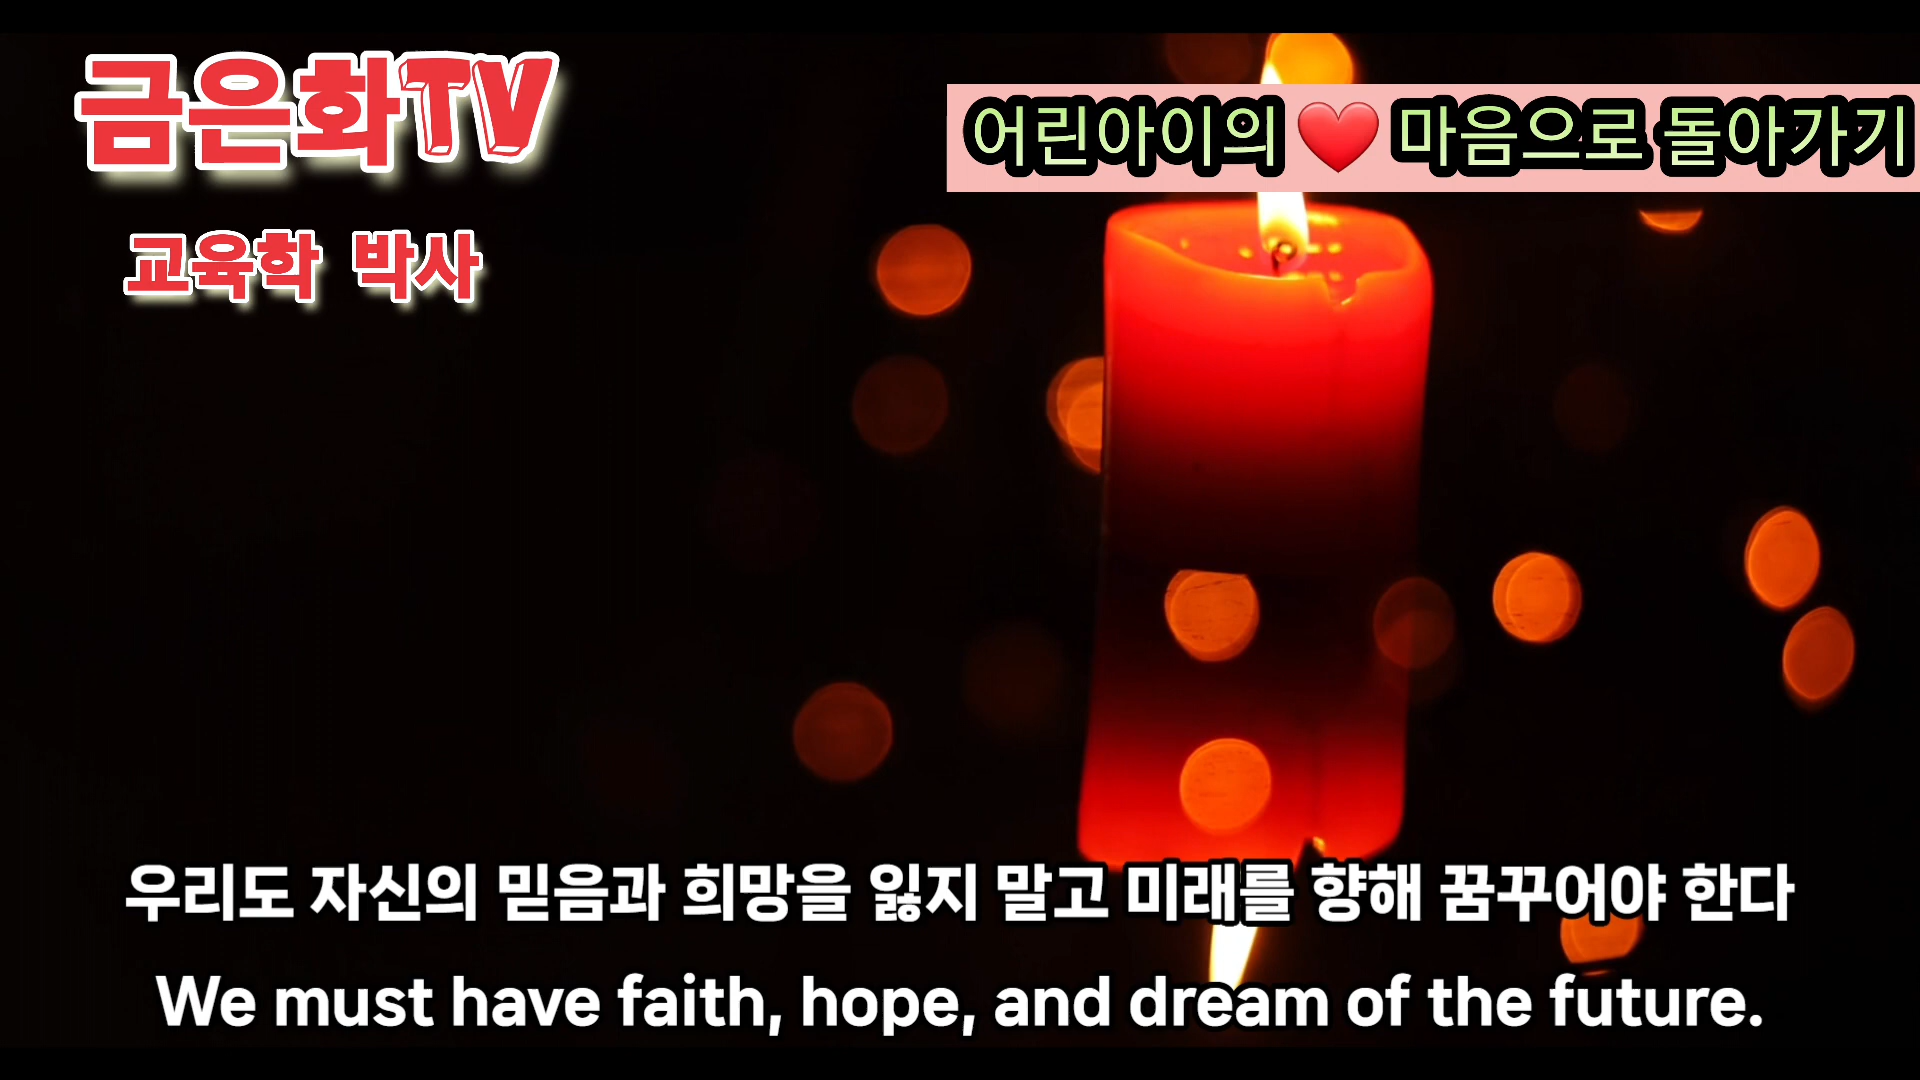 금은화TV
교육학 박사
어린아이의 ❤️ 마음으로 돌아가기
우리도 자신의 믿음과 희망을 잃지 말고 미래를 향해 꿈꾸어야 한다
We must have faith, hope, and dream of the future.